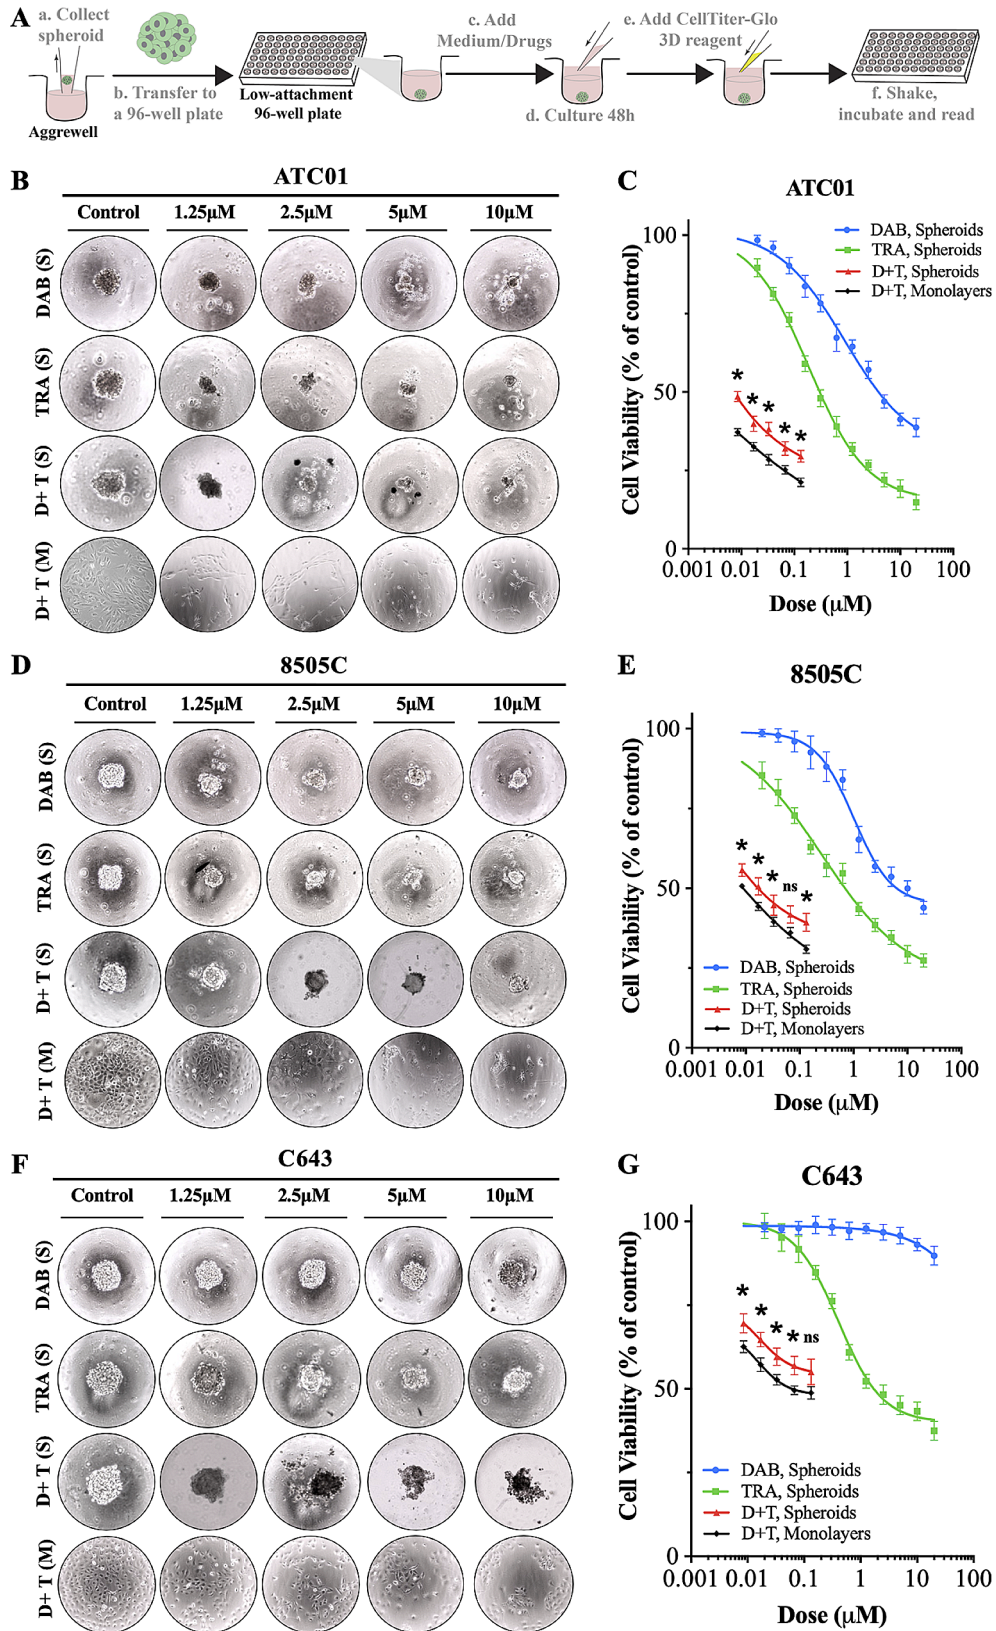 A
a. Collect
spheroid
Aggrewell
b. Transfer to
a 96-well plate
Low-attachment
96-well plate
c. Add
Medium/Drugs
d. Culture 48h
e. Add CellTiter-Glo
3D reagent
f. Shake,
incubate and read
B
ATC01
Control 1.25μM 2.5μM 5μM 10μM
DAB (S)
TRA (S)
D+ T (S)
D+ T (M)
C
ATC01
Cell Viability (% of control)
100
50
0
0.001 0.01 0.1 1 10 100
Dose (μM)
DAB, Spheroids
TRA, Spheroids
D+T, Spheroids
D+T, Monolayers
* * * * *
D
8505C
Control 1.25μM 2.5μM 5μM 10μM
DAB (S)
TRA (S)
D+ T (S)
D+ T (M)
E
8505C
Cell Viability (% of control)
100
50
0
0.001 0.01 0.1 1 10 100
Dose (μM)
* * * ns *
DAB, Spheroids
TRA, Spheroids
D+T, Spheroids
D+T, Monolayers
F
C643
Control 1.25μM 2.5μM 5μM 10μM
DAB (S)
TRA (S)
D+ T (S)
D+ T (M)
G
C643
Cell Viability (% of control)
100
50
0
0.001 0.01 0.1 1 10 100
Dose (μM)
* * * * ns
DAB, Spheroids
TRA, Spheroids
D+T, Spheroids
D+T, Monolayers